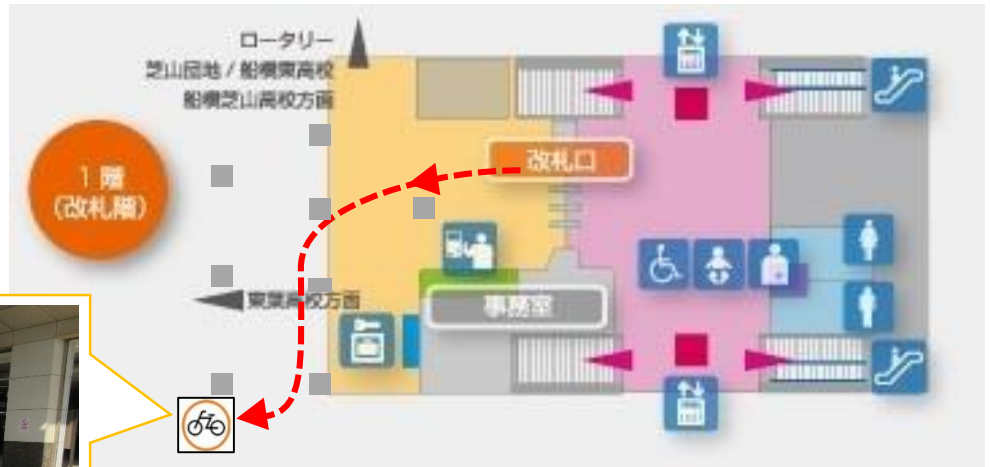 ロータリー
芝山団地 / 船橋東高校
船橋芝山高校方面
1 階
(改札階)
改札口
東葉高校方面
事務室